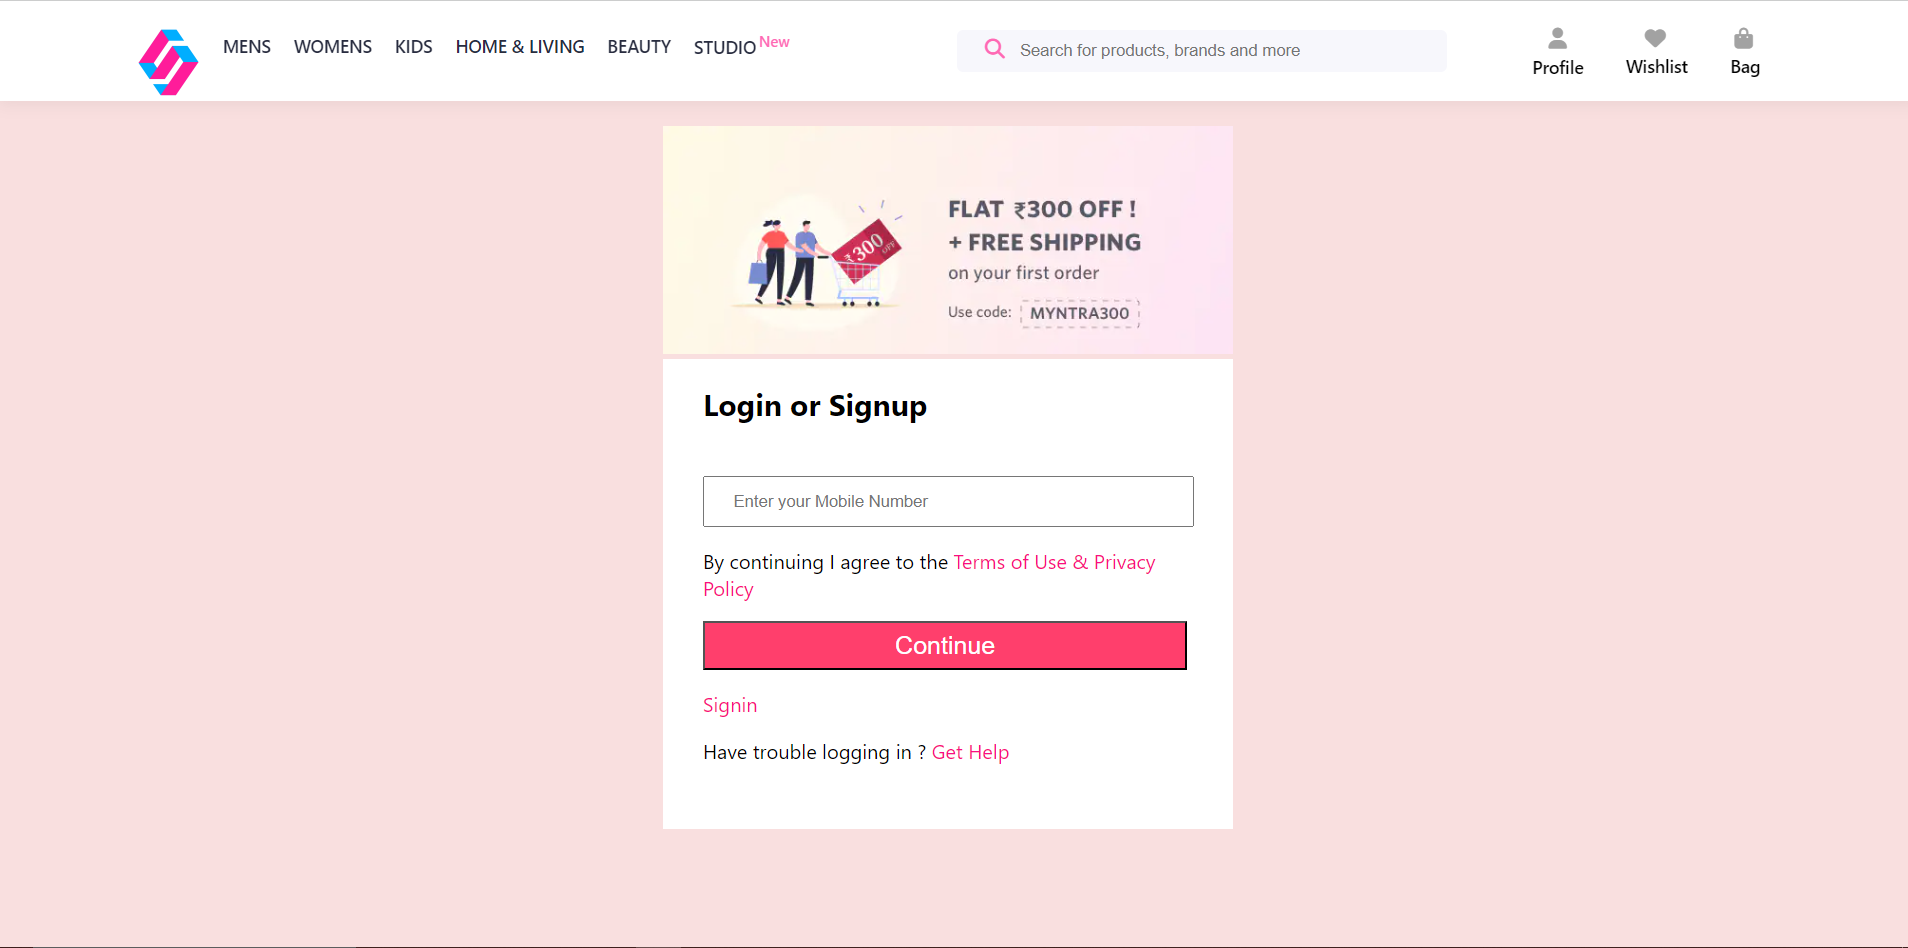 MENS WOMENS KIDS HOME & LIVING BEAUTY STUDIO New
Search for products, brands and more
Profile Wishlist Bag
₹300 OFF
FLAT ₹300 OFF !
+ FREE SHIPPING
on your first order
Use code: MYNTRA300
Login or Signup
Enter your Mobile Number
By continuing I agree to the Terms of Use & Privacy
Policy
Continue
Signin
Have trouble logging in ? Get Help